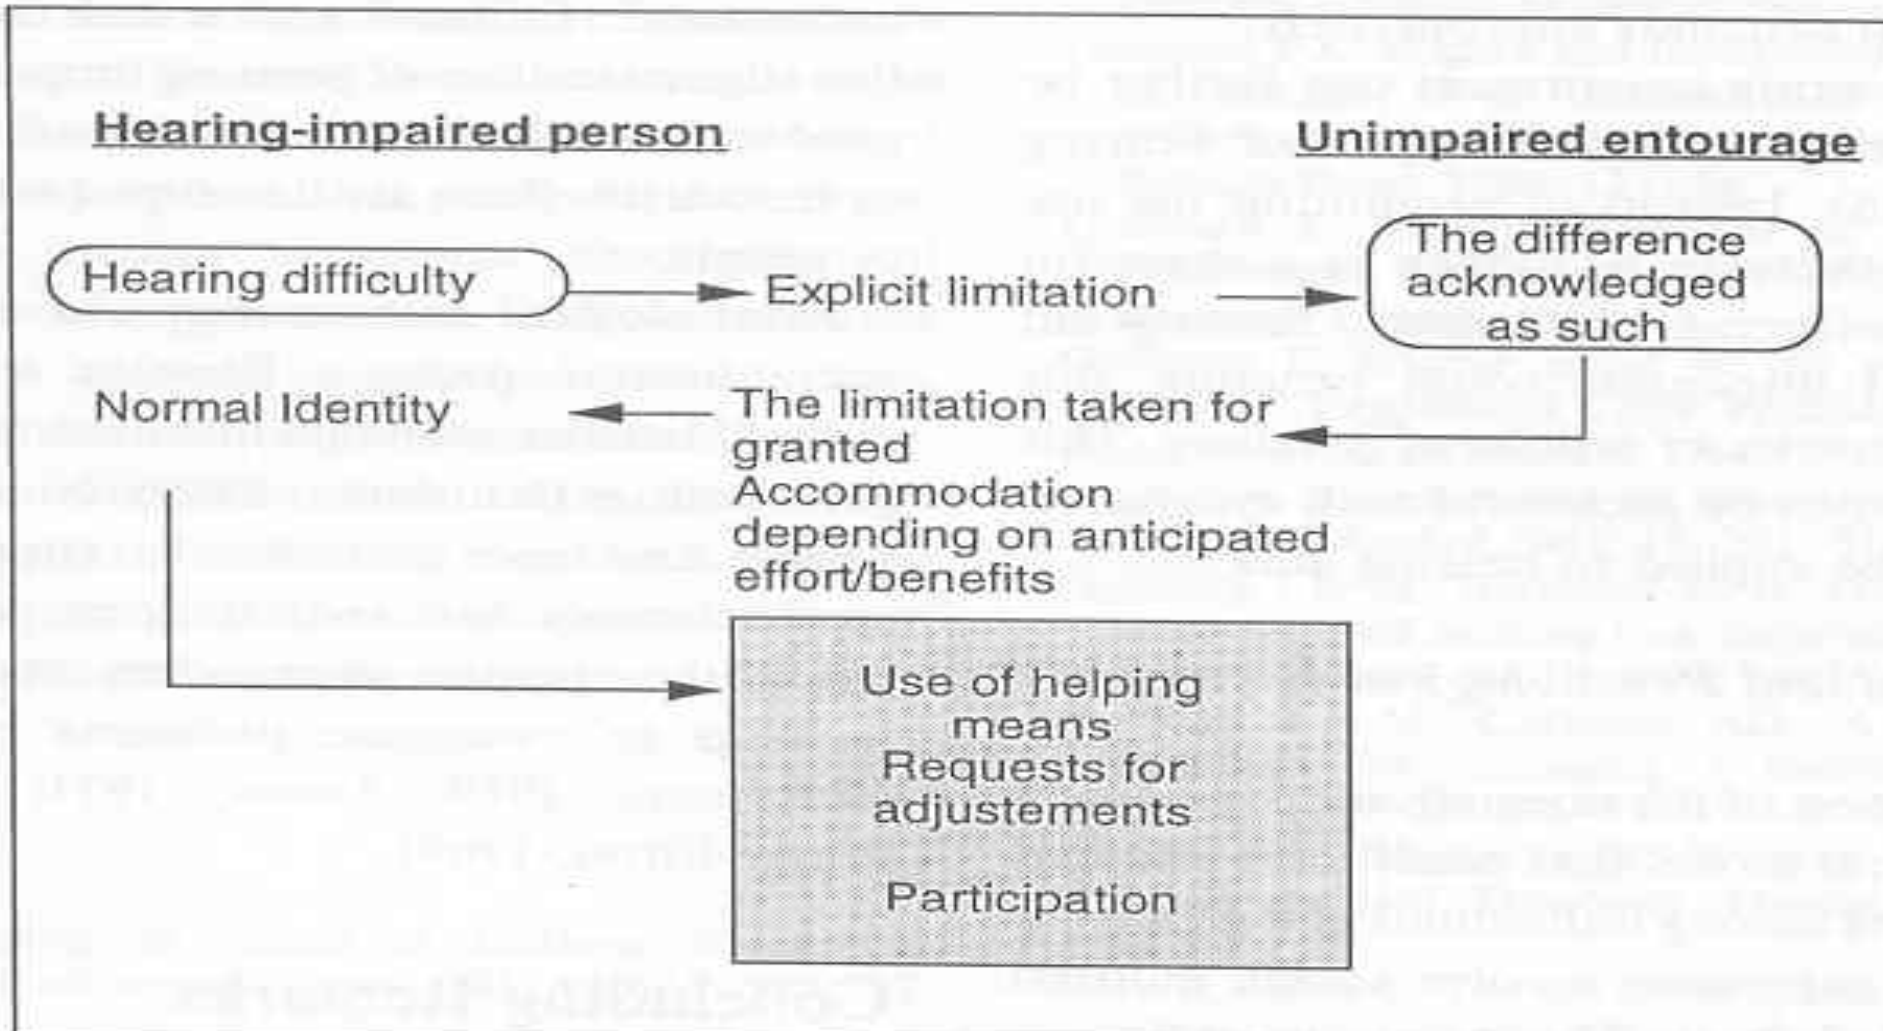 Hearing-impaired person
Unimpaired entourage
Hearing difficulty
Explicit limitation
The difference
acknowledged
as such
Normal Identity
The limitation taken for
granted
Accommodation
depending on anticipated
effort/benefits
Use of helping
means
Requests for
adjustements
Participation